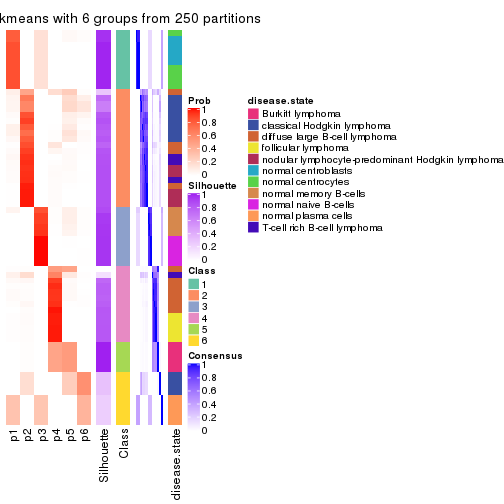 kmeans with 6 groups from 250 partitions
Prob
1
0.8
0.6
0.4
0.2
0
Silhouette
1
0.8
0.6
0.4
0.2
0
Class
1
2
3
4
5
6
Consensus
1
0.8
0.6
0.4
0.2
0
disease.state
Burkitt lymphoma
classical Hodgkin lymphoma
diffuse large B-cell lymphoma
follicular lymphoma
nodular lymphocyte-predominant Hodgkin lymphoma
normal centroblasts
normal centrocytes
normal memory B-cells
normal naive B-cells
normal plasma cells
T-cell rich B-cell lymphoma
p1
p2
p3
p4
p5
p6
Silhouette
Class
disease.state